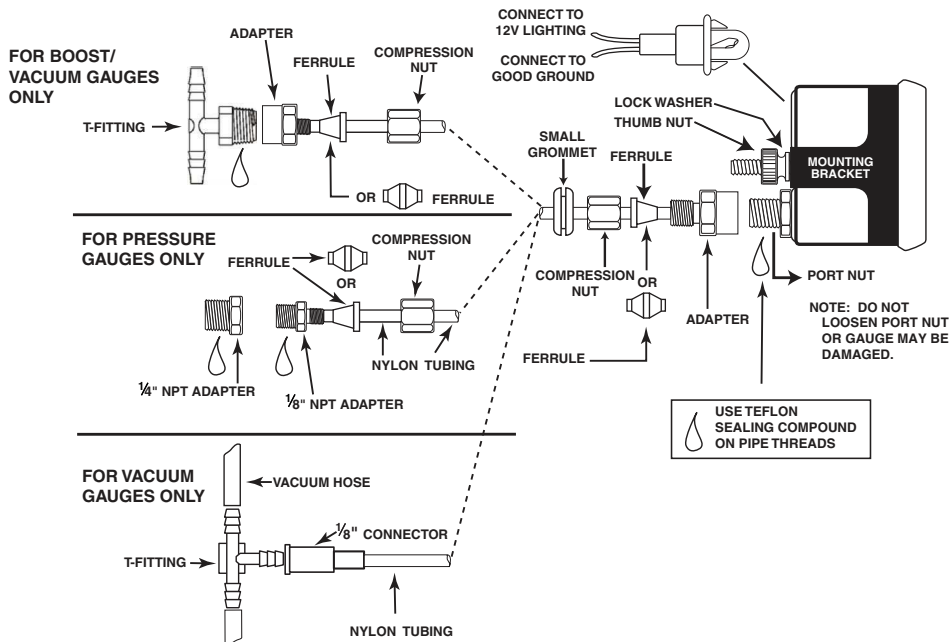 CONNECT TO
12V LIGHTING
CONNECT TO
GOOD GROUND
FOR BOOST/
VACUUM GAUGES
ONLY
ADAPTER
FERRULE
COMPRESSION
NUT
T-FITTING
OR
FERRULE
LOCK WASHER
THUMB NUT
MOUNTING
BRACKET
SMALL
GROMMET
FERRULE
COMPRESSION
NUT
OR
FERRULE
ADAPTER
PORT NUT
NOTE: DO NOT
LOOSEN PORT NUT
OR GAUGE MAY BE
DAMAGED.
USE TEFLON
SEALING COMPOUND
ON PIPE THREADS
FOR PRESSURE
GAUGES ONLY
FERRULE
OR
COMPRESSION
NUT
NYLON TUBING
1/4" NPT ADAPTER
1/8" NPT ADAPTER
FOR VACUUM
GAUGES ONLY
VACUUM HOSE
1/8" CONNECTOR
T-FITTING
NYLON TUBING